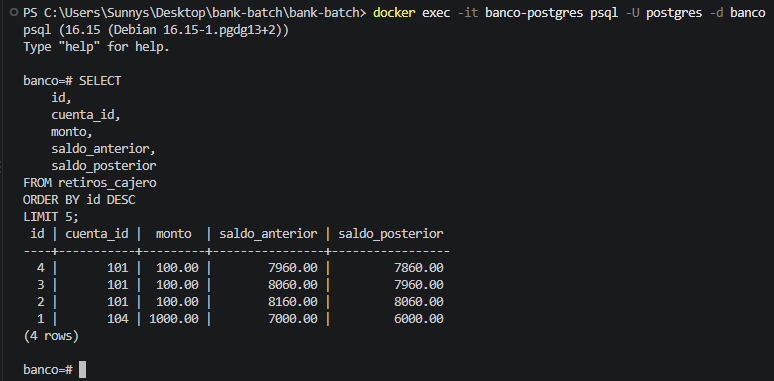 PS C:\Users\Sunnys\Desktop\bank-batch\bank-batch> docker exec -it banco-postgres psql -U postgres -d banco
psql (16.15 (Debian 16.15-1.pgdg13+2))
Type "help" for help.

banco=# SELECT
    id,
    cuenta_id,
    monto,
    saldo_anterior,
    saldo_posterior
FROM retiros_cajero
ORDER BY id DESC
LIMIT 5;
 id | cuenta_id |  monto  | saldo_anterior | saldo_posterior
----+-----------+---------+----------------+-----------------
  4 |       101 |  100.00 |        7960.00 |         7860.00
  3 |       101 |  100.00 |        8060.00 |         7960.00
  2 |       101 |  100.00 |        8160.00 |         8060.00
  1 |       104 | 1000.00 |        7000.00 |         6000.00
(4 rows)

banco=#